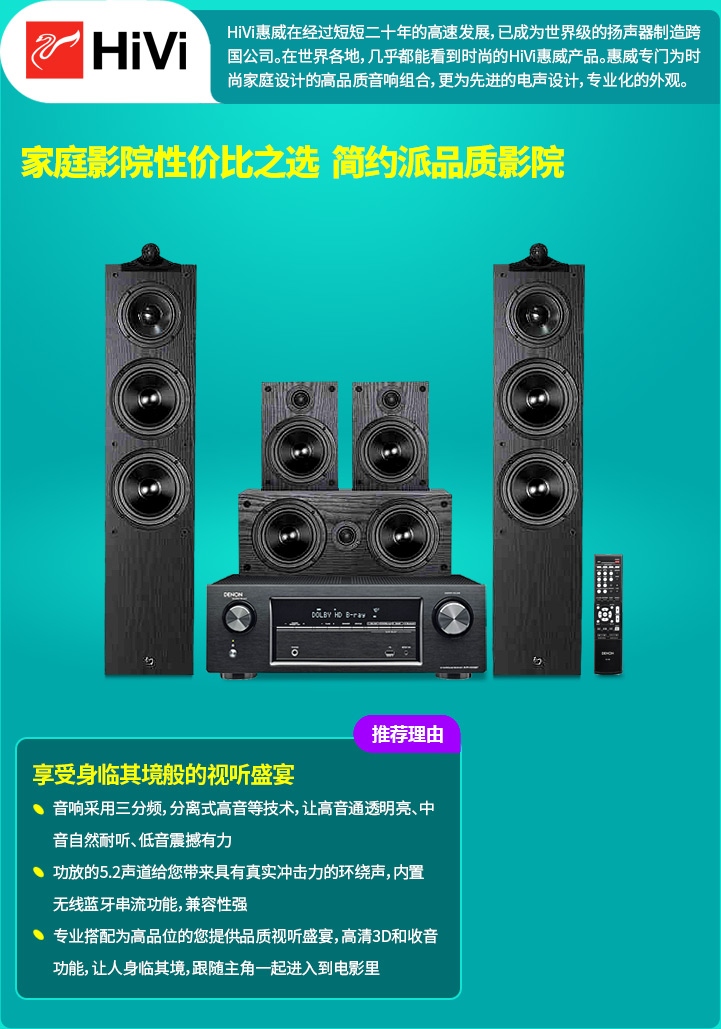 HiVi
HiVi惠威在经过短短二十年的高速发展，已成为世界级的扬声器制造跨
国公司。在世界各地，几乎都能看到时尚的HiVi惠威产品。惠威专门为时
尚家庭设计的高品质音响组合，更为先进的电声设计，专业化的外观。
家庭影院性价比之选 简约派品质影院
DENON
DOLBY HD B-ray
DENON
推荐理由
享受身临其境般的视听盛宴
音响采用三分频，分离式高音等技术，让高音通透明亮、中
音自然耐听、低音震撼有力
功放的5.2声道给您带来具有真实冲击力的环绕声，内置
无线蓝牙串流功能，兼容性强
专业搭配为高品位的您提供品质视听盛宴，高清3D和收音
功能，让人身临其境，跟随主角一起进入到电影里